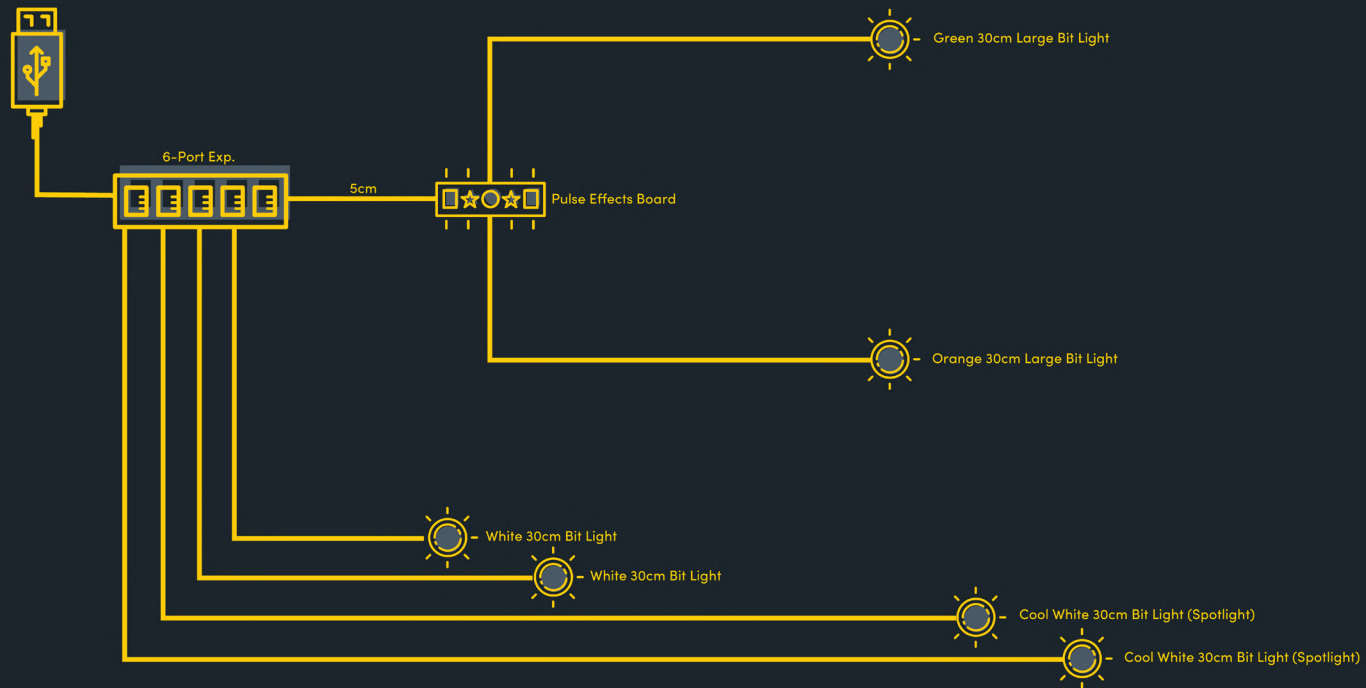 Green 30cm Large Bit Light
6-Port Exp.
5cm
Pulse Effects Board
Orange 30cm Large Bit Light
White 30cm Bit Light
White 30cm Bit Light
Cool White 30cm Bit Light (Spotlight)
Cool White 30cm Bit Light (Spotlight)